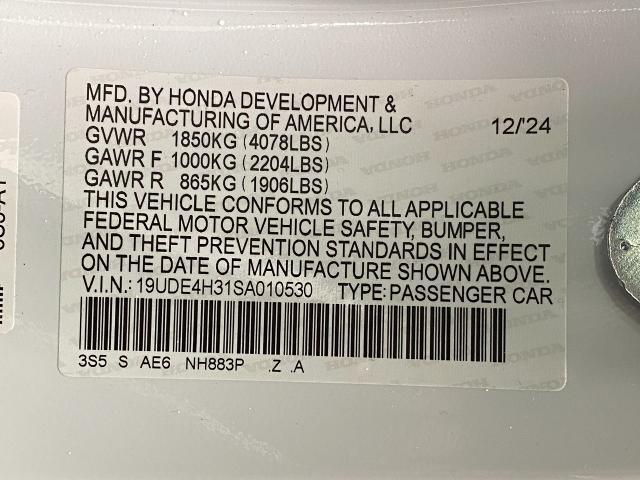 MFD. BY HONDA DEVELOPMENT &
MANUFACTURING OF AMERICA, LLC 12/'24
GVWR 1850KG (4078LBS)
GAWR F 1000KG (2204LBS)
GAWR R 865KG (1906LBS)
THIS VEHICLE CONFORMS TO ALL APPLICABLE
FEDERAL MOTOR VEHICLE SAFETY, BUMPER,
AND THEFT PREVENTION STANDARDS IN EFFECT
ON THE DATE OF MANUFACTURE SHOWN ABOVE.
V.I.N.: 19UDE4H31SA010530 TYPE: PASSENGER CAR
3S5 S AE6 NH883P .Z .A